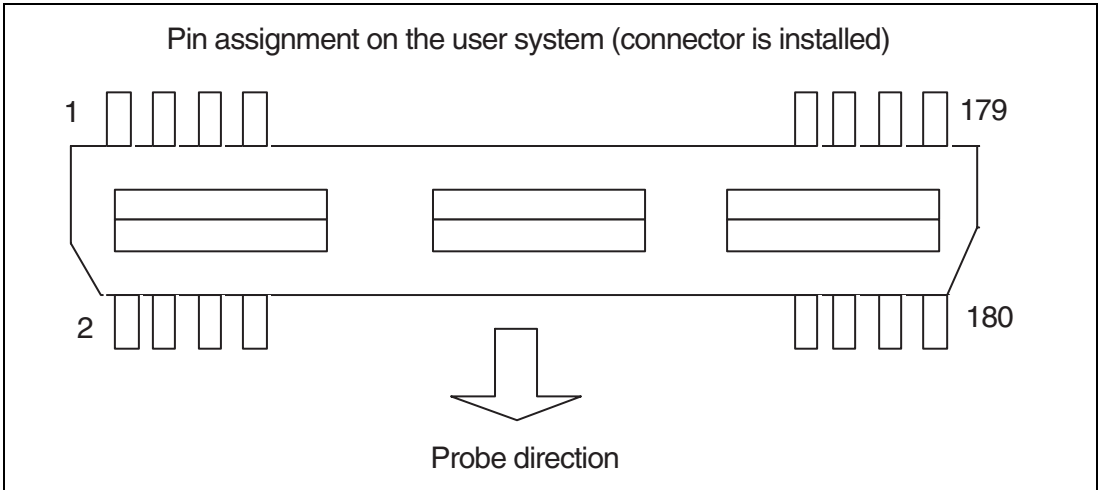 Pin assignment on the user system (connector is installed)
1
179
2
180
Probe direction